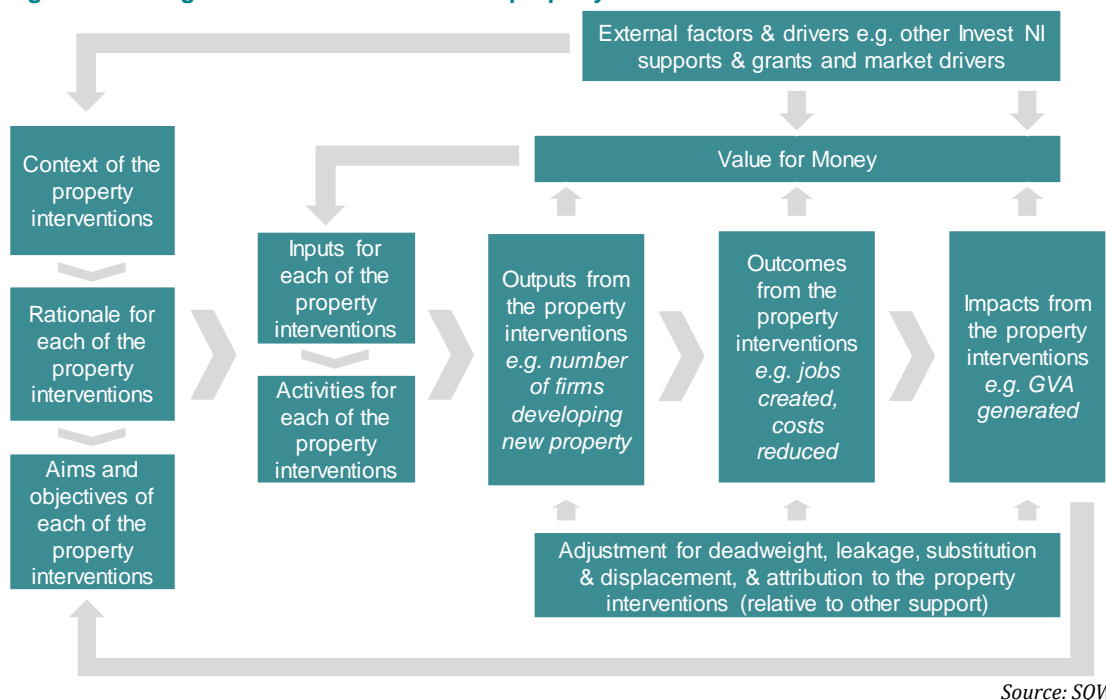 External factors & drivers e.g. other Invest NI
supports & grants and market drivers
Context of the
property
interventions
Value for Money
Inputs for
each of the
property
interventions
Outputs from
the property
interventions
e.g. number
of firms
developing
new property
Outcomes
from the
property
interventions
e.g. jobs
created,
costs
reduced
Impacts from
the property
interventions
e.g. GVA
generated
Rationale for
each of the
property
interventions
Activities for
each of the
property
interventions
Aims and
objectives of
each of the
property
interventions
Adjustment for deadweight, leakage, substitution
& displacement, & attribution to the property
interventions (relative to other support)
Source: SQW